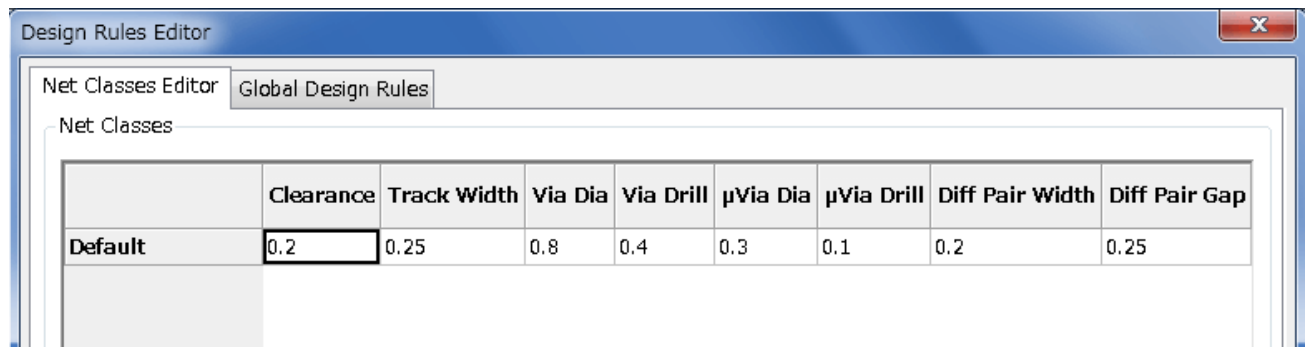 Design Rules Editor
x
Net Classes Editor Global Design Rules
Net Classes
Clearance Track Width Via Dia Via Drill µVia Dia µVia Drill Diff Pair Width Diff Pair Gap
Default 0.2 0.25 0.8 0.4 0.3 0.1 0.2 0.25